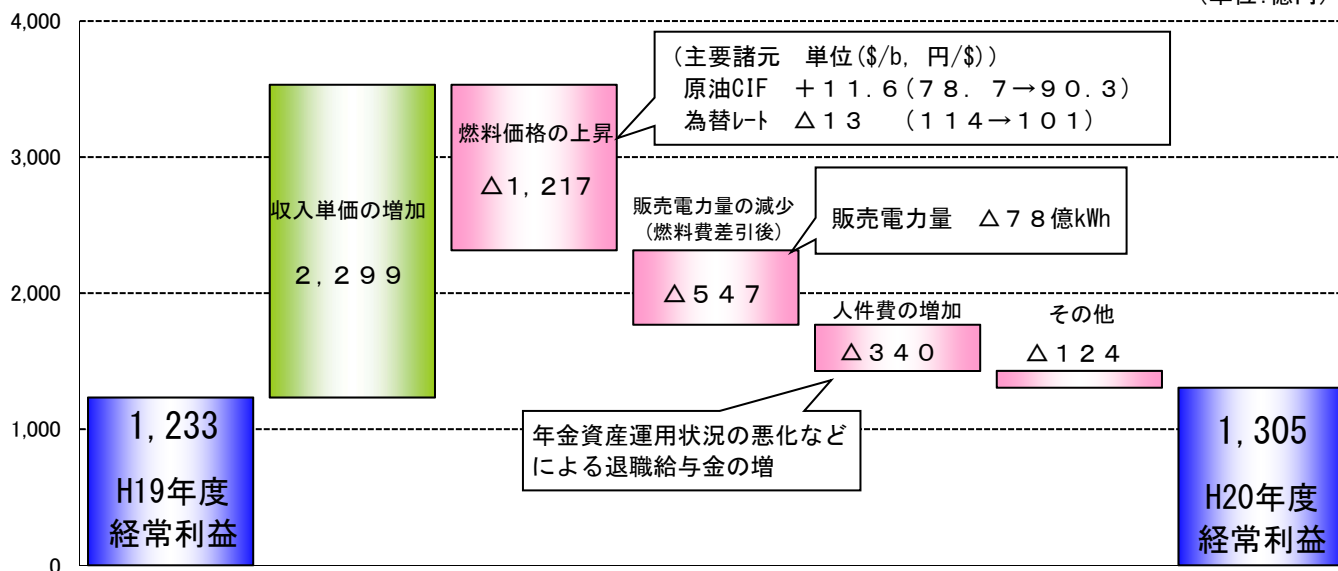 (単位:億円)
4,000
3,000
2,000
1,000
0
(主要諸元 単位($/b, 円/$))
原油CIF +11.6(78.7→90.3)
為替レート △13 (114→101)
燃料価格の上昇
△1,217
収入単価の増加
2,299
販売電力量の減少
(燃料費差引後)
△547
販売電力量 △78億kWh
人件費の増加
△340
その他
△124
年金資産運用状況の悪化など
による退職給与金の増
1,233
H19年度
経常利益
1,305
H20年度
経常利益